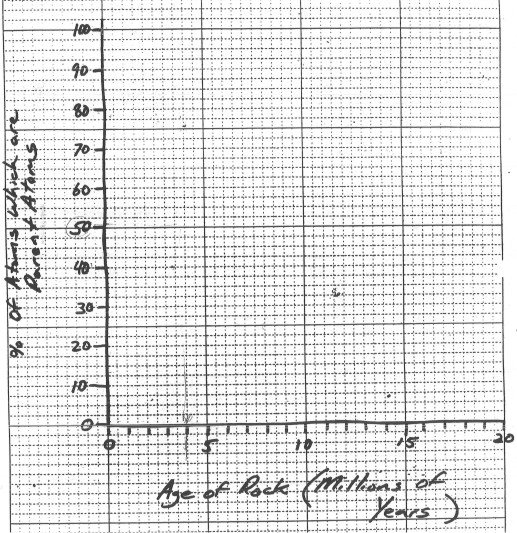 100
90
80
70
60
50
40
30
20
10
0
% Of Atoms Which are
Parent Atoms
0 5 10 15 20
Age of Rock (Millions of
Years)